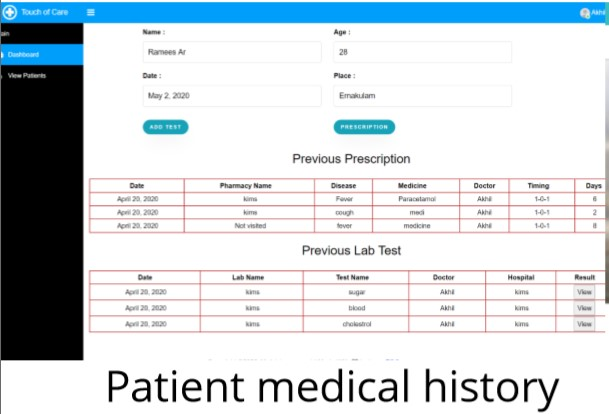 Touch of Care
Akhil
ain
Dashboard
View Patients
Name :
Age :
Ramees Ar
28
Date :
Place :
May 2, 2020
Ernakulam
ADD TEST
PRESCRIPTION
Previous Prescription
Date Pharmacy Name Disease Medicine Doctor Timing Days
April 20, 2020 kims Fever Paracetamol Akhil 1-0-1 6
April 20, 2020 kims cough medi Akhil 1-0-1 2
April 20, 2020 Not visited fever medicine Akhil 1-0-1 8
Previous Lab Test
Date Lab Name Test Name Doctor Hospital Result
April 20, 2020 kims sugar Akhil kims View
April 20, 2020 kims blood Akhil kims View
April 20, 2020 kims cholestrol Akhil kims View
Patient medical history